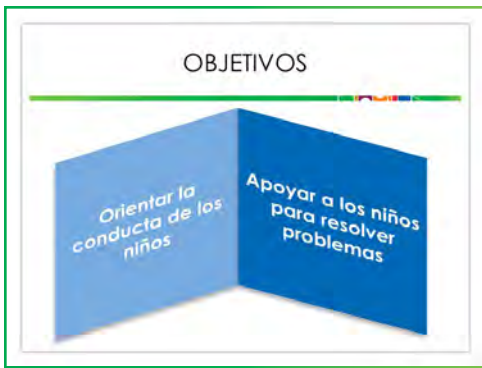 OBJETIVOS
Orientar la
conducta de los
niños
Apoyar a los niños
para resolver
problemas